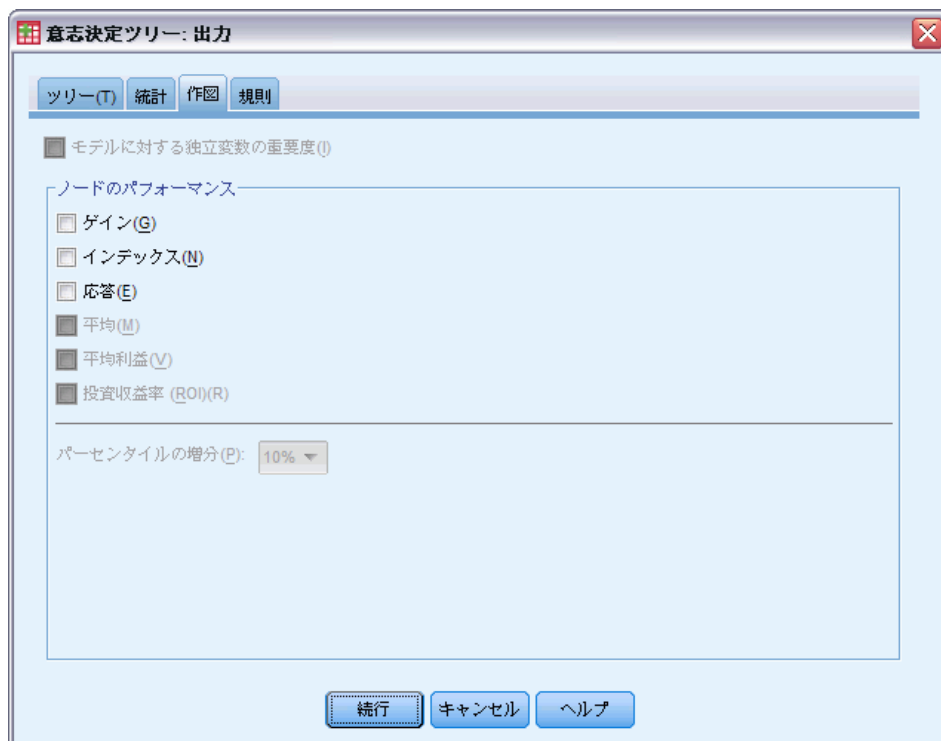 意志決定ツリー: 出力
ツリー(T) 統計 作図 規則
モデルに対する独立変数の重要度(I)
ノードのパフォーマンス
ゲイン(G)
インデックス(N)
応答(E)
平均(M)
平均利益(V)
投資収益率 (ROI)(R)
パーセンタイルの増分(P): 10%
続行 キャンセル ヘルプ